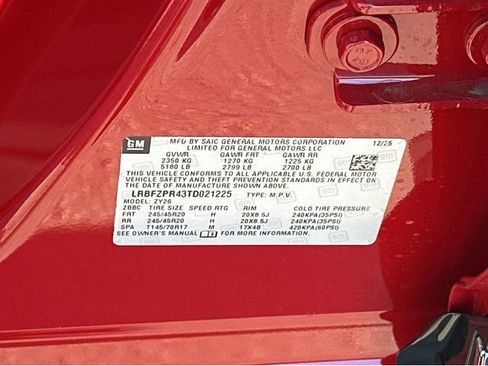 GM
MFD BY SAIC GENERAL MOTORS CORPORATION 12/25
LIMITED FOR GENERAL MOTORS LLC
GVWR GAWR FRT GAWR RR
2350 KG 1270 KG 1225 KG
5180 LB 2799 LB 2700 LB
THIS VEHICLE CONFORMS TO ALL APPLICABLE U.S. FEDERAL
MOTOR VEHICLE SAFETY, BUMPER, AND THEFT PREVENTION
STANDARDS IN EFFECT ON THE DATE OF MANUFACTURE SHOWN ABOVE.
LRBFZPR43TD021225 TYPE: M.P.V.
MODEL: ZY26
ZBBC TIRE SIZE SPEED RTG RIM COLD TIRE PRESSURE
FRT 245/45R20 H 20X8.5J 240KPA(35PSI)
RR 245/45R20 H 20X8.5J 240KPA(35PSI)
SPA T145/70R17 M 17X4B 420KPA(60PSI)
SEE OWNER'S MANUAL FOR MORE INFORMATION.